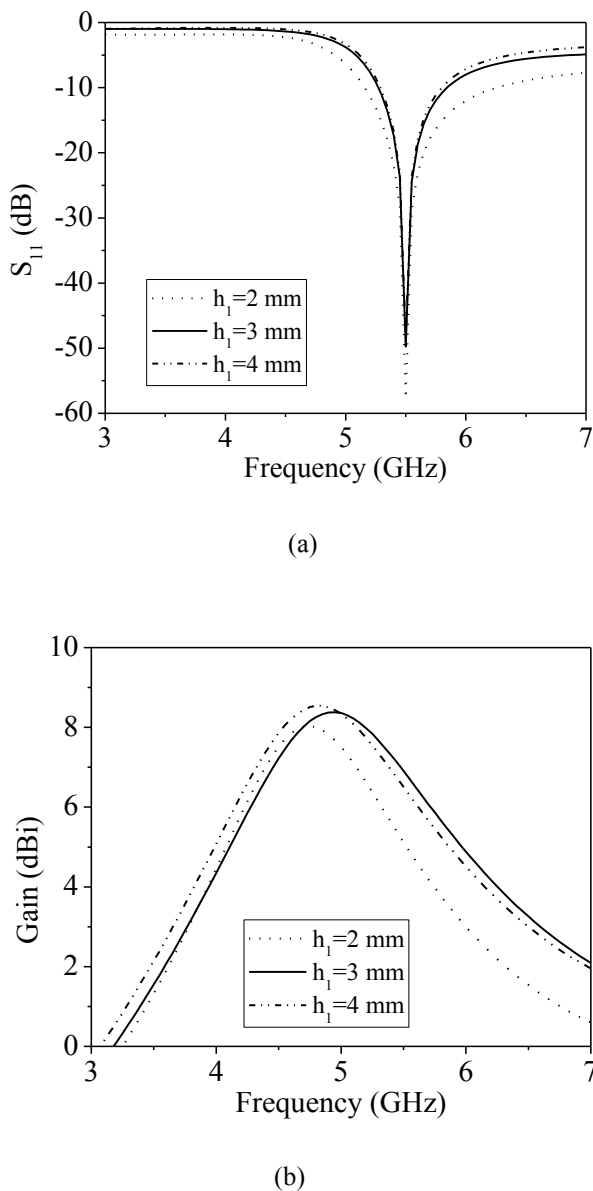 0
-10
-20
-30
-40
-50
-60
S11 (dB)
h1=2 mm
h1=3 mm
h1=4 mm
3 4 5 6 7
Frequency (GHz)
(a)
10
8
6
4
2
0
Gain (dBi)
h1=2 mm
h1=3 mm
h1=4 mm
3 4 5 6 7
Frequency (GHz)
(b)